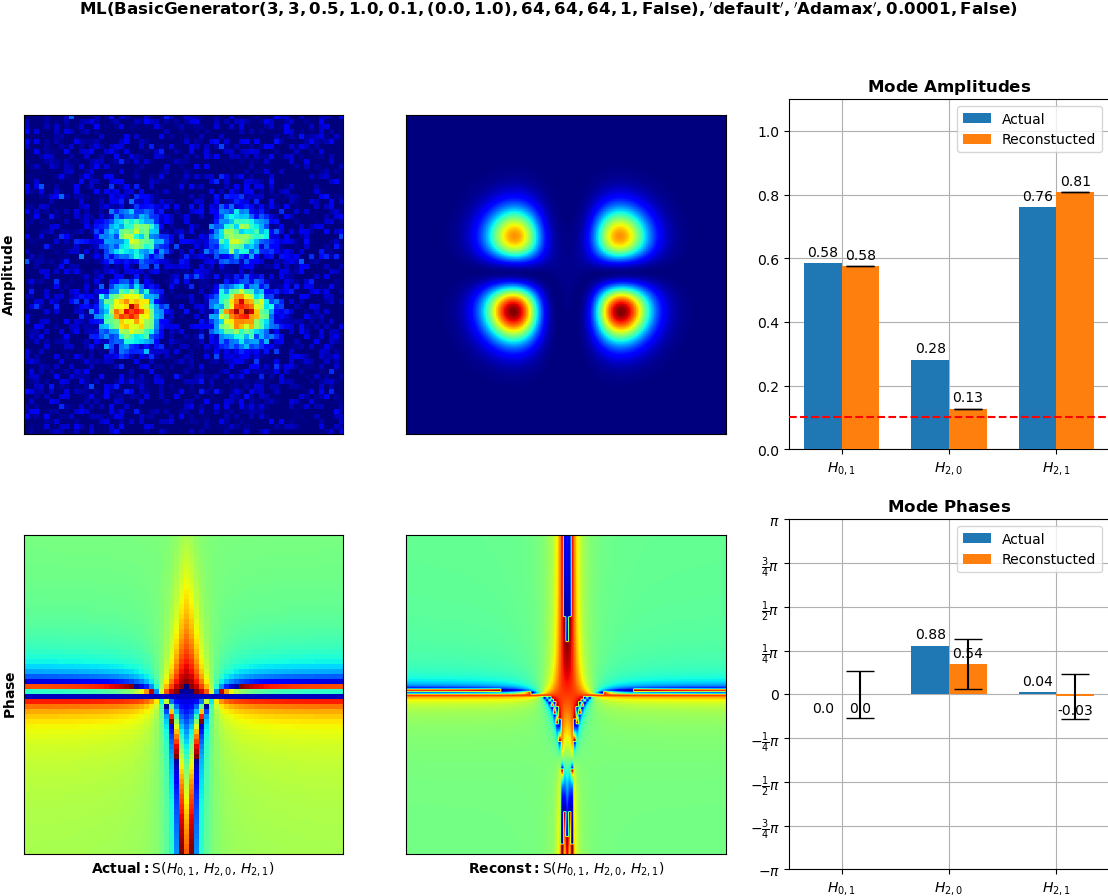 ML(BasicGenerator(3, 3, 0.5, 1.0, 0.1, (0.0, 1.0), 64, 64, 64, 1, False), ′default′, ′Adamax′, 0.0001, False)
Amplitude
Mode Amplitudes
Actual
Reconstucted
1.0
0.8
0.6
0.4
0.2
0.0
0.58
0.58
0.28
0.13
0.76
0.81
H0,1
H2,0
H2,1
Phase
Actual: S(H0,1, H2,0, H2,1)
Reconst: S(H0,1, H2,0, H2,1)
Mode Phases
Actual
Reconstucted
π
3/4π
1/2π
1/4π
0
−1/4π
−1/2π
−3/4π
−π
0.0
0.0
0.88
0.54
0.04
-0.03
H0,1
H2,0
H2,1